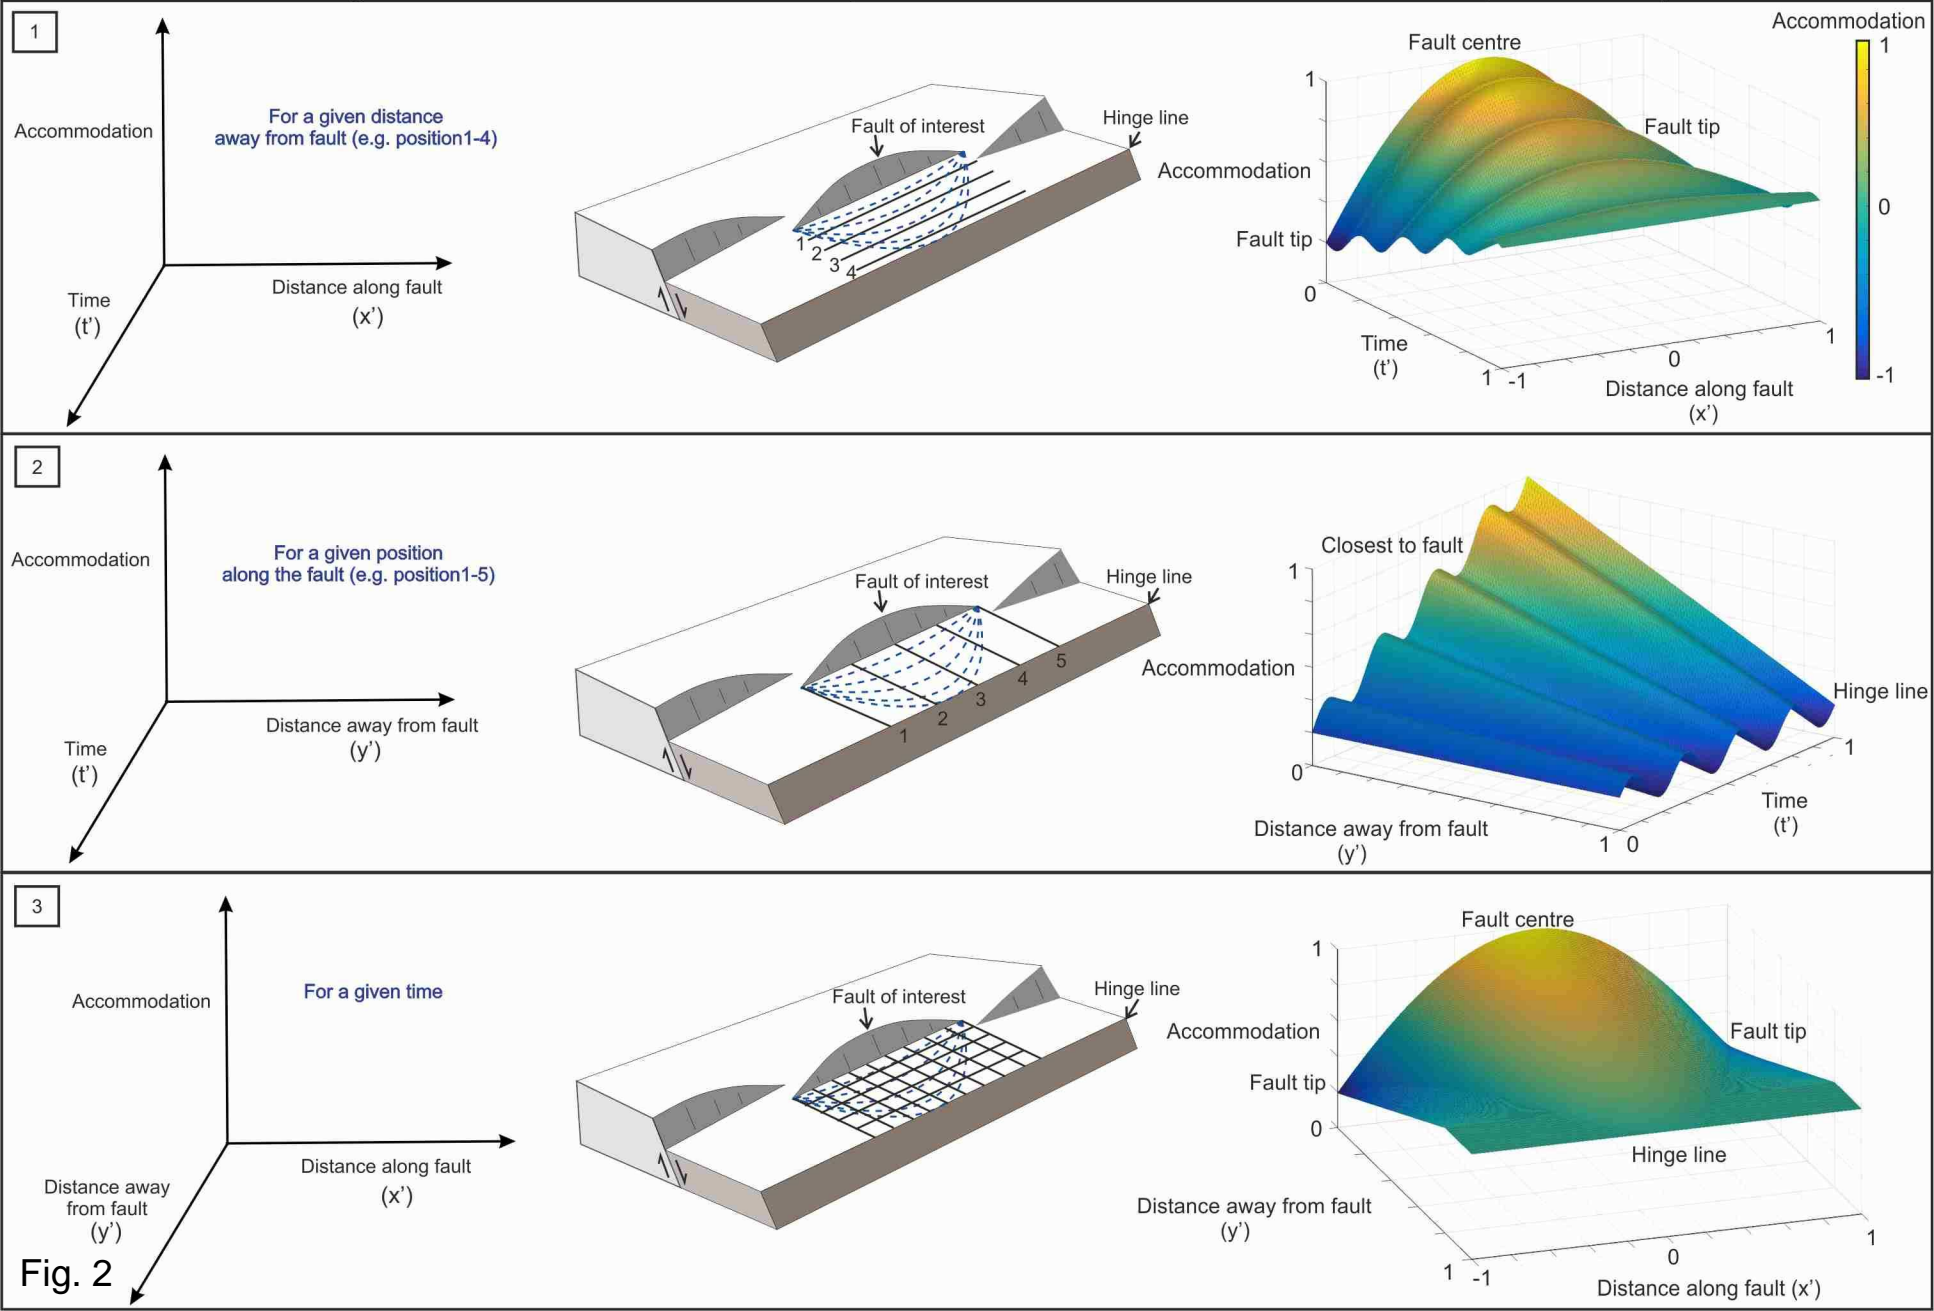 1
Accommodation
For a given distance
away from fault (e.g. position1-4)
Time
(t’)
Distance along fault
(x’)
Fault of interest
Hinge line
1
2
3
4
Accommodation
1
0
-1
Fault centre
Fault tip
1
Accommodation
Fault tip
0
Time
(t’)
1
-1
0
1
Distance along fault
(x’)
2
Accommodation
For a given position
along the fault (e.g. position1-5)
Time
(t’)
Distance away from fault
(y’)
Fault of interest
Hinge line
1
2
3
4
5
Closest to fault
1
Accommodation
Hinge line
0
1
Time
(t’)
Distance away from fault
(y’)
1
0
3
Accommodation
For a given time
Distance along fault
(x’)
Distance away
from fault
(y’)
Fault of interest
Hinge line
Fault centre
1
Accommodation
Fault tip
Fault tip
0
Hinge line
Distance away from fault
(y’)
1
-1
0
1
Distance along fault (x’)
Fig. 2